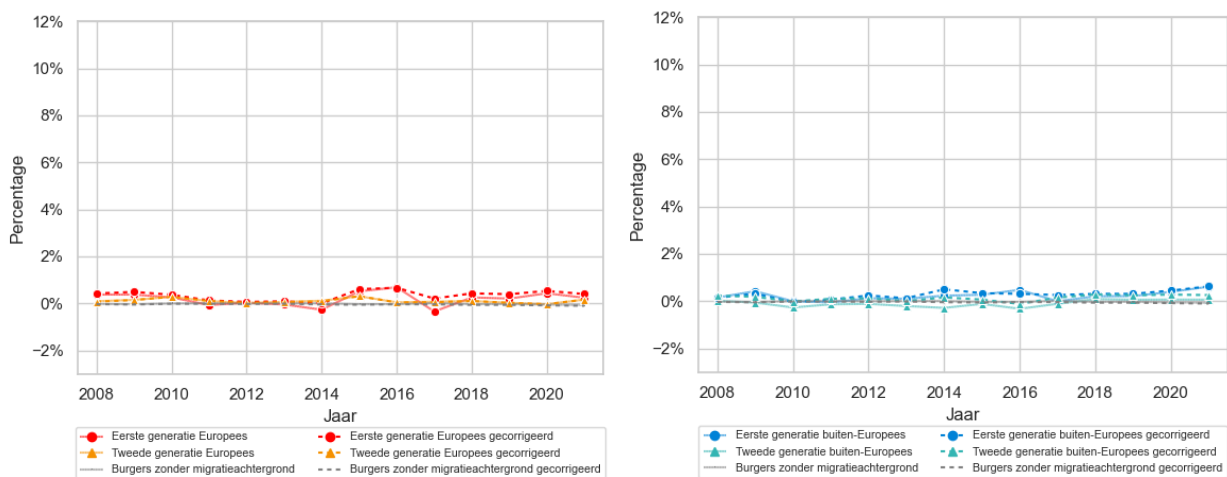 12%
10%
8%
6%
4%
2%
0%
−2%
Percentage
2008 2010 2012 2014 2016 2018 2020
Jaar
Eerste generatie Europees
Eerste generatie Europees gecorrigeerd
Tweede generatie Europees
Tweede generatie Europees gecorrigeerd
Burgers zonder migratieachtergrond
Burgers zonder migratieachtergrond gecorrigeerd
12%
10%
8%
6%
4%
2%
0%
−2%
Percentage
2008 2010 2012 2014 2016 2018 2020
Jaar
Eerste generatie buiten-Europees
Eerste generatie buiten-Europees gecorrigeerd
Tweede generatie buiten-Europees
Tweede generatie buiten-Europees gecorrigeerd
Burgers zonder migratieachtergrond
Burgers zonder migratieachtergrond gecorrigeerd